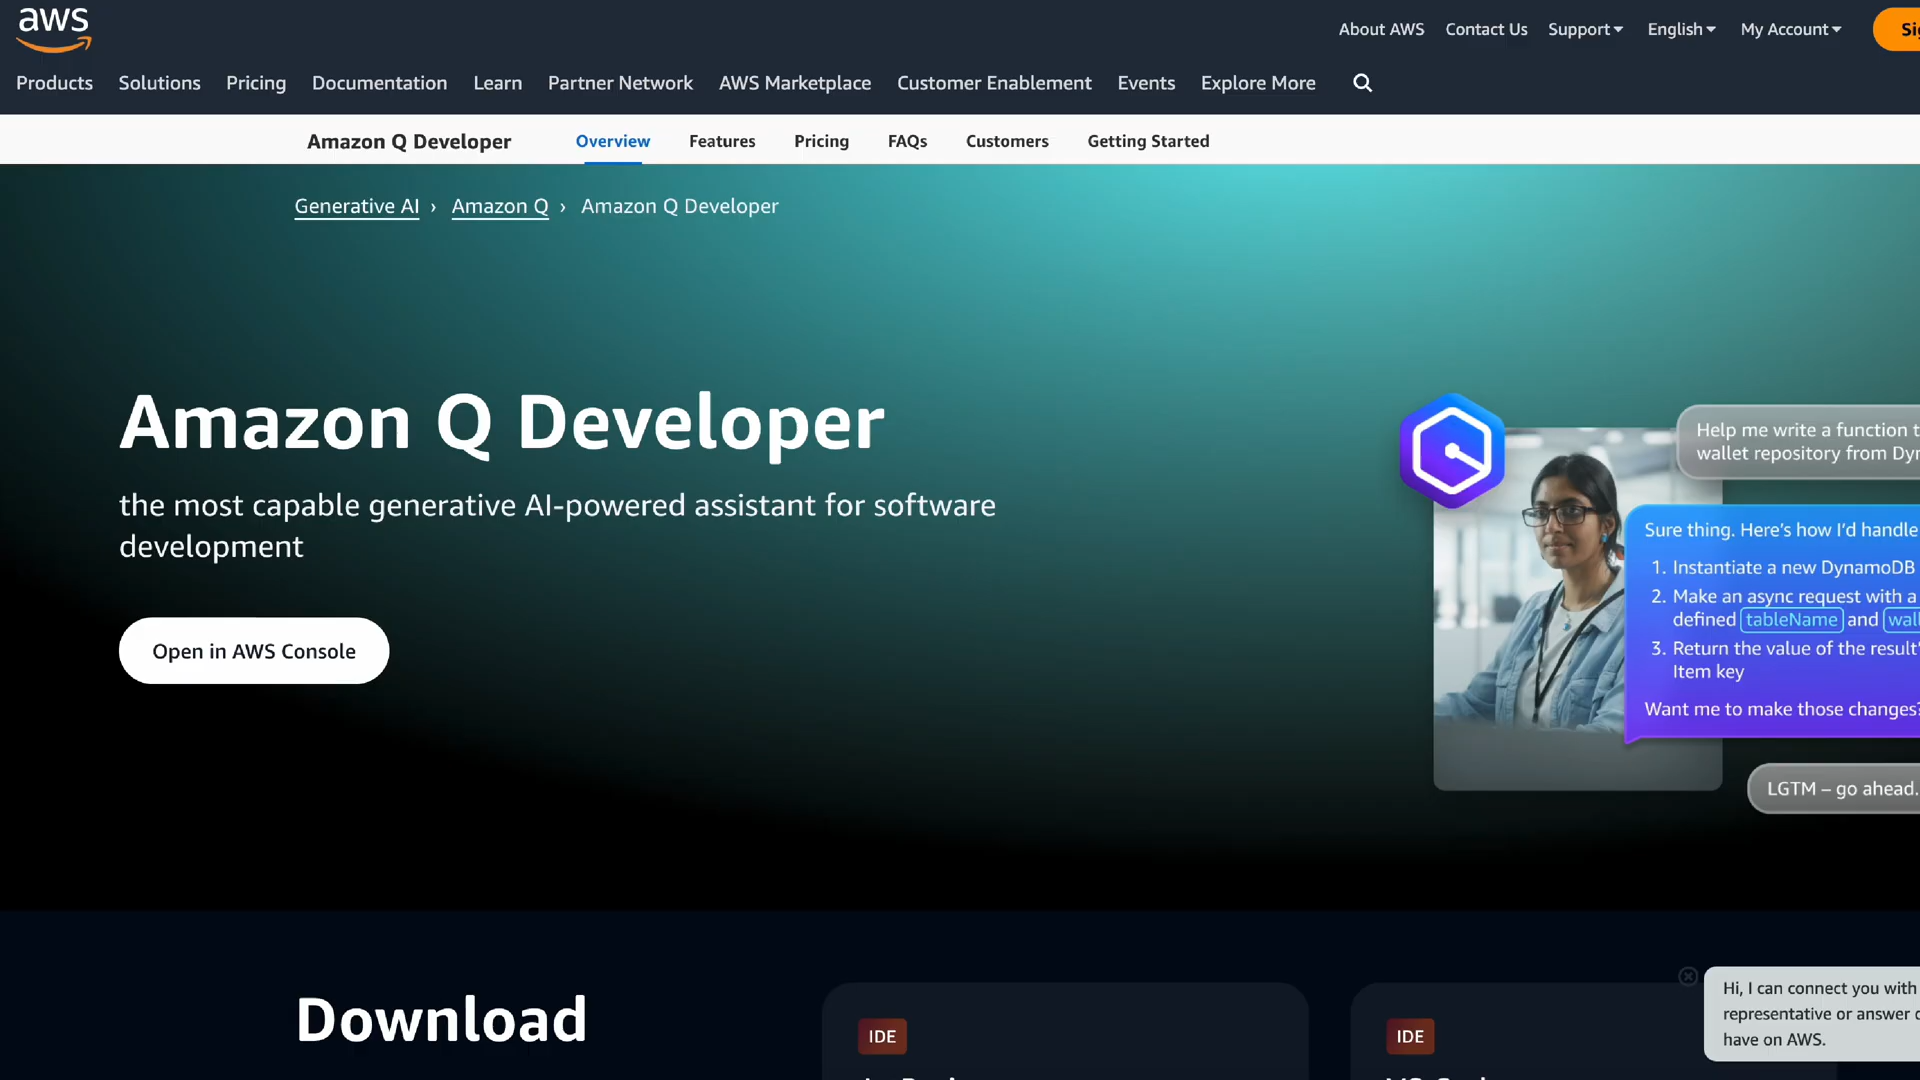 aws
About AWS
Contact Us
Support
English
My Account
Products
Solutions
Pricing
Documentation
Learn
Partner Network
AWS Marketplace
Customer Enablement
Events
Explore More
Amazon Q Developer
Overview
Features
Pricing
FAQs
Customers
Getting Started
Generative AI › Amazon Q › Amazon Q Developer
Amazon Q Developer
the most capable generative AI-powered assistant for software
development
Open in AWS Console
Help me write a function
wallet repository from
Sure thing. Here's how I'd handle
1. Instantiate a new DynamoDB
2. Make an async request with a
defined tableName and
3. Return the value of the result'
Item key
Want me to make those changes?
LGTM – go ahead.
Download
IDE
IDE
Hi, I can connect you with
representative or answer
have on AWS.